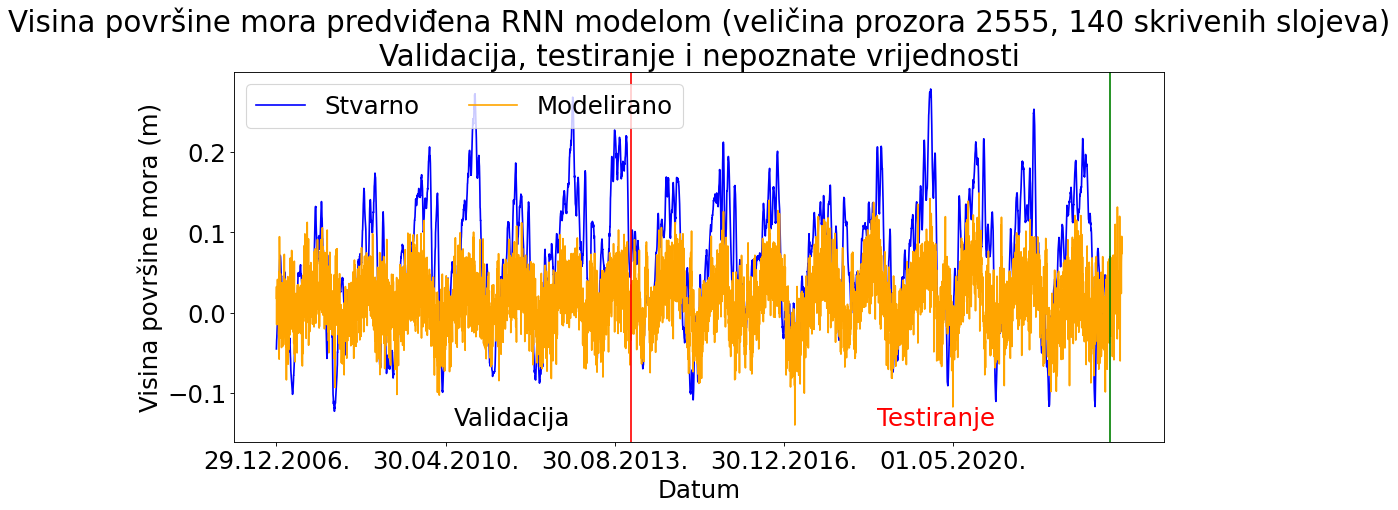 Visina površine mora predviđena RNN modelom (veličina prozora 2555, 140 skrivenih slojeva)
Validacija, testiranje i nepoznate vrijednosti
Stvarno
Modelirano
Visina površine mora (m)
0.2
0.1
0.0
−0.1
Validacija
Testiranje
29.12.2006.
30.04.2010.
30.08.2013.
30.12.2016.
01.05.2020.
Datum